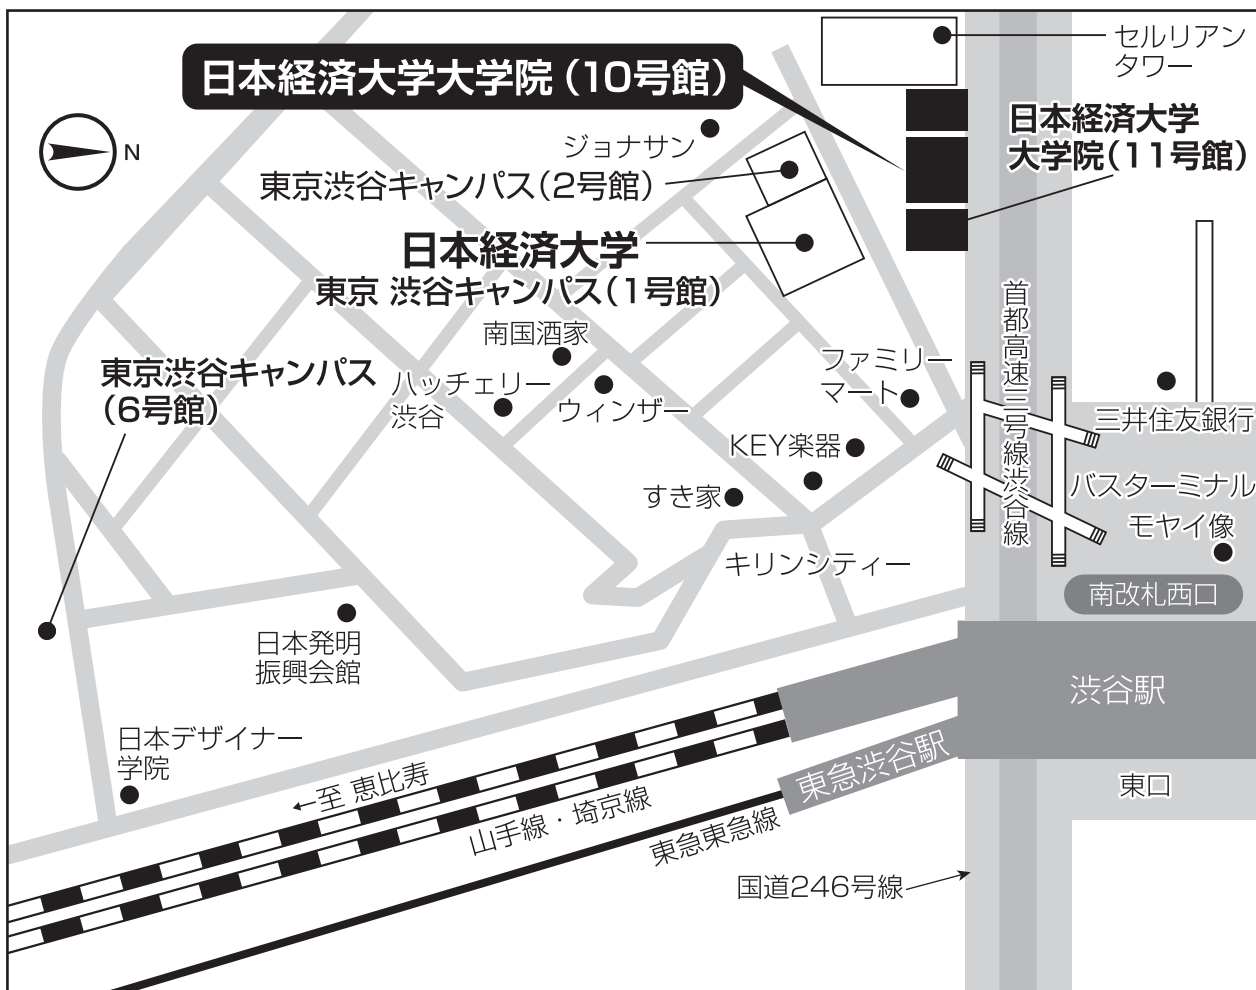 セルリアン
タワー
日本経済大学大学院（10号館）
日本経済大学
大学院（11号館）
N
ジョナサン
東京渋谷キャンパス（2号館）
日本経済大学
東京 渋谷キャンパス（1号館）
南国酒家
首都高速三号線渋谷線
東京渋谷キャンパス
（6号館）
ハッチェリー
渋谷
ウィンザー
ファミリー
マート
三井住友銀行
KEY楽器
すき家
バスターミナル
モヤイ像
キリンシティー
南改札西口
日本発明
振興会館
渋谷駅
日本デザイナー
学院
←至 恵比寿
山手線・埼京線
東急渋谷駅
東急東急線
東口
国道246号線